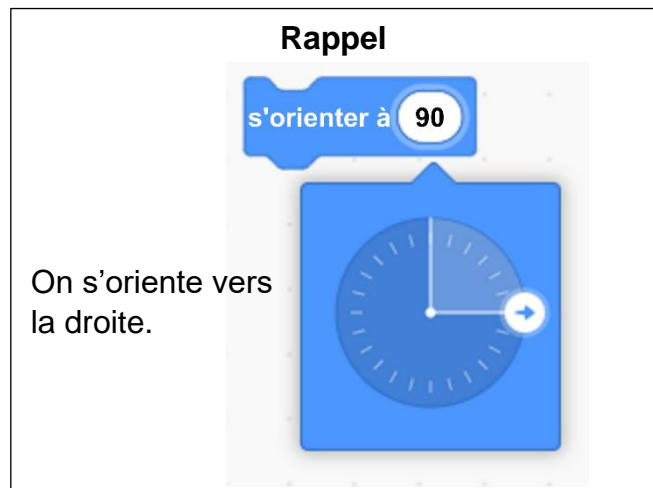 Rappel
s'orienter à 90
On s’oriente vers
la droite.